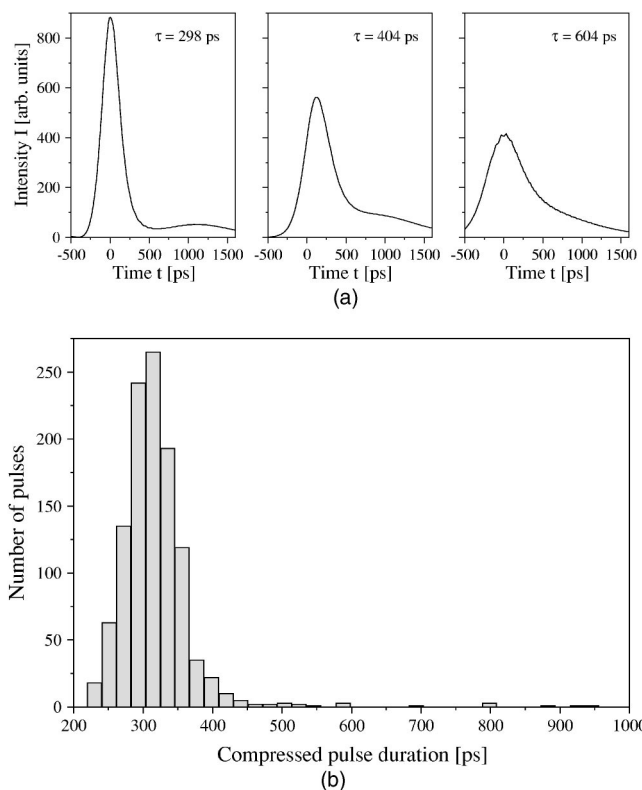 τ = 298 ps
τ = 404 ps
τ = 604 ps
Intensity I [arb. units]
800
600
400
200
0
-500 0 500 1000 1500
-500 0 500 1000 1500
-500 0 500 1000 1500
Time t [ps]
Time t [ps]
Time t [ps]
(a)
Number of pulses
250
200
150
100
50
0
200 300 400 500 600 700 800 900 1000
Compressed pulse duration [ps]
(b)